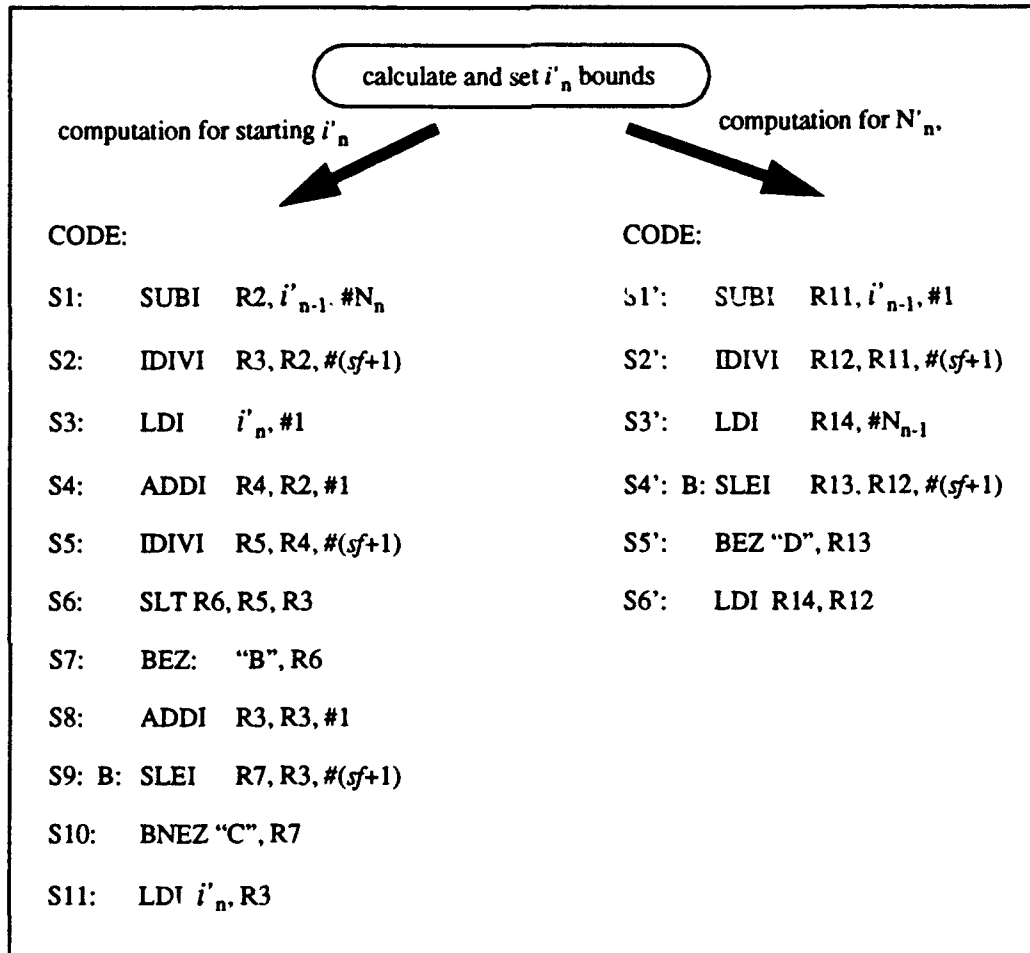 calculate and set i'n bounds
computation for starting i'n
computation for N'n,
CODE:
S1: SUBI R2, i'n-1, #Nn
S2: IDIVI R3, R2, #(sf+1)
S3: LDI i'n, #1
S4: ADDI R4, R2, #1
S5: IDIVI R5, R4, #(sf+1)
S6: SLT R6, R5, R3
S7: BEZ: “B”, R6
S8: ADDI R3, R3, #1
S9: B: SLEI R7, R3, #(sf+1)
S10: BNEZ “C”, R7
S11: LDI i'n, R3
CODE:
S1’: SUBI R11, i'n-1, #1
S2’: IDIVI R12, R11, #(sf+1)
S3’: LDI R14, #Nn-1
S4’: B: SLEI R13, R12, #(sf+1)
S5’: BEZ “D”, R13
S6’: LDI R14, R12